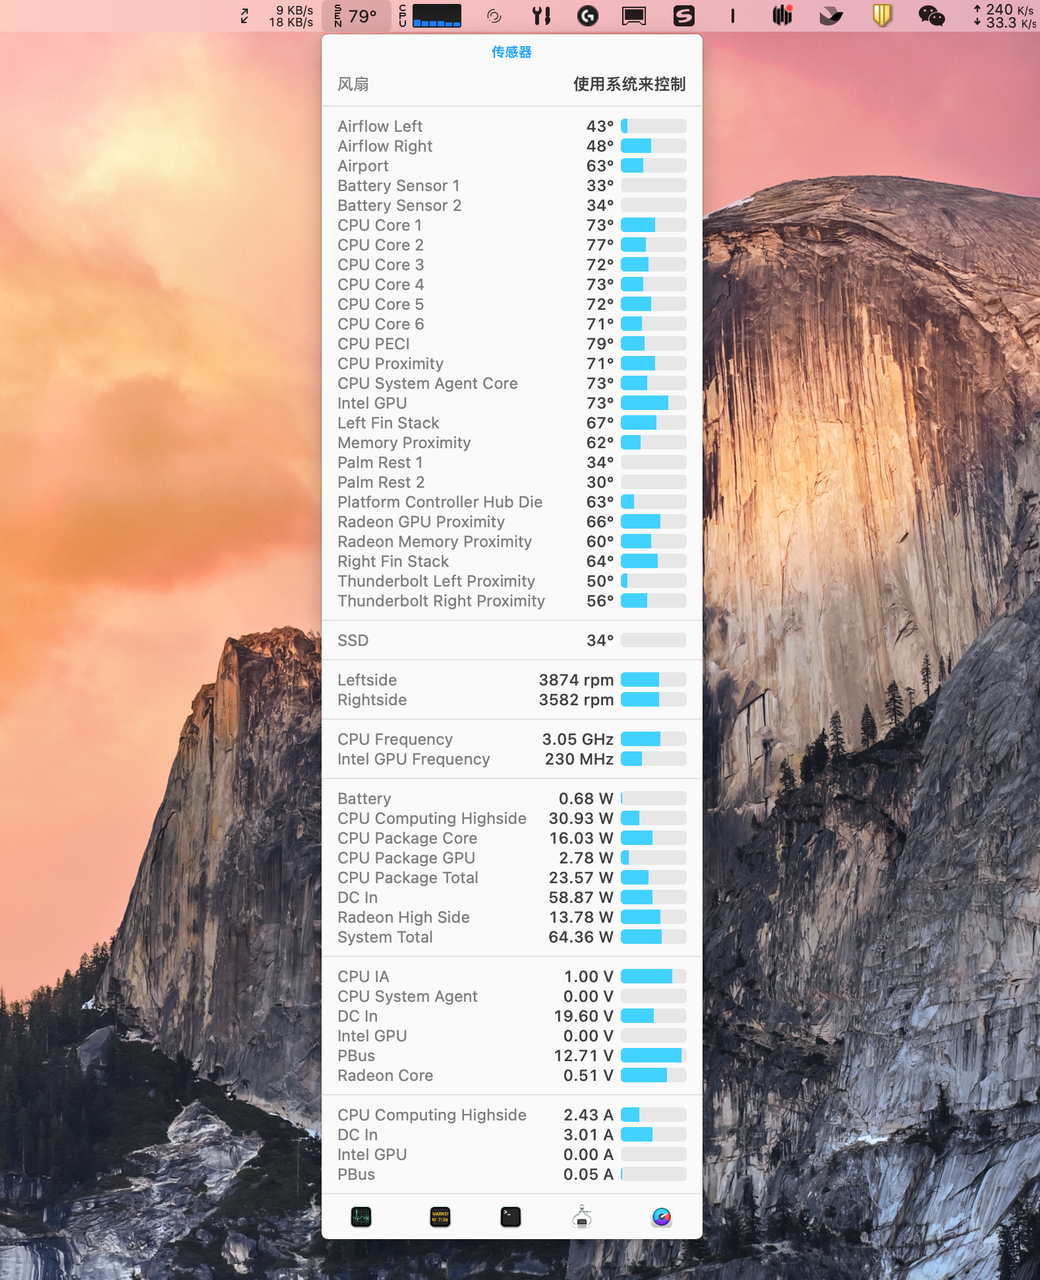 9 KB/s
18 KB/s
SEN 79°
CPU
↑ 240 K/s
↓ 33.3 K/s
传感器
风扇 使用系统来控制
Airflow Left 43°
Airflow Right 48°
Airport 63°
Battery Sensor 1 33°
Battery Sensor 2 34°
CPU Core 1 73°
CPU Core 2 77°
CPU Core 3 72°
CPU Core 4 73°
CPU Core 5 72°
CPU Core 6 71°
CPU PECI 79°
CPU Proximity 71°
CPU System Agent Core 73°
Intel GPU 73°
Left Fin Stack 67°
Memory Proximity 62°
Palm Rest 1 34°
Palm Rest 2 30°
Platform Controller Hub Die 63°
Radeon GPU Proximity 66°
Radeon Memory Proximity 60°
Right Fin Stack 64°
Thunderbolt Left Proximity 50°
Thunderbolt Right Proximity 56°
SSD 34°
Leftside 3874 rpm
Rightside 3582 rpm
CPU Frequency 3.05 GHz
Intel GPU Frequency 230 MHz
Battery 0.68 W
CPU Computing Highside 30.93 W
CPU Package Core 16.03 W
CPU Package GPU 2.78 W
CPU Package Total 23.57 W
DC In 58.87 W
Radeon High Side 13.78 W
System Total 64.36 W
CPU IA 1.00 V
CPU System Agent 0.00 V
DC In 19.60 V
Intel GPU 0.00 V
PBus 12.71 V
Radeon Core 0.51 V
CPU Computing Highside 2.43 A
DC In 3.01 A
Intel GPU 0.00 A
PBus 0.05 A